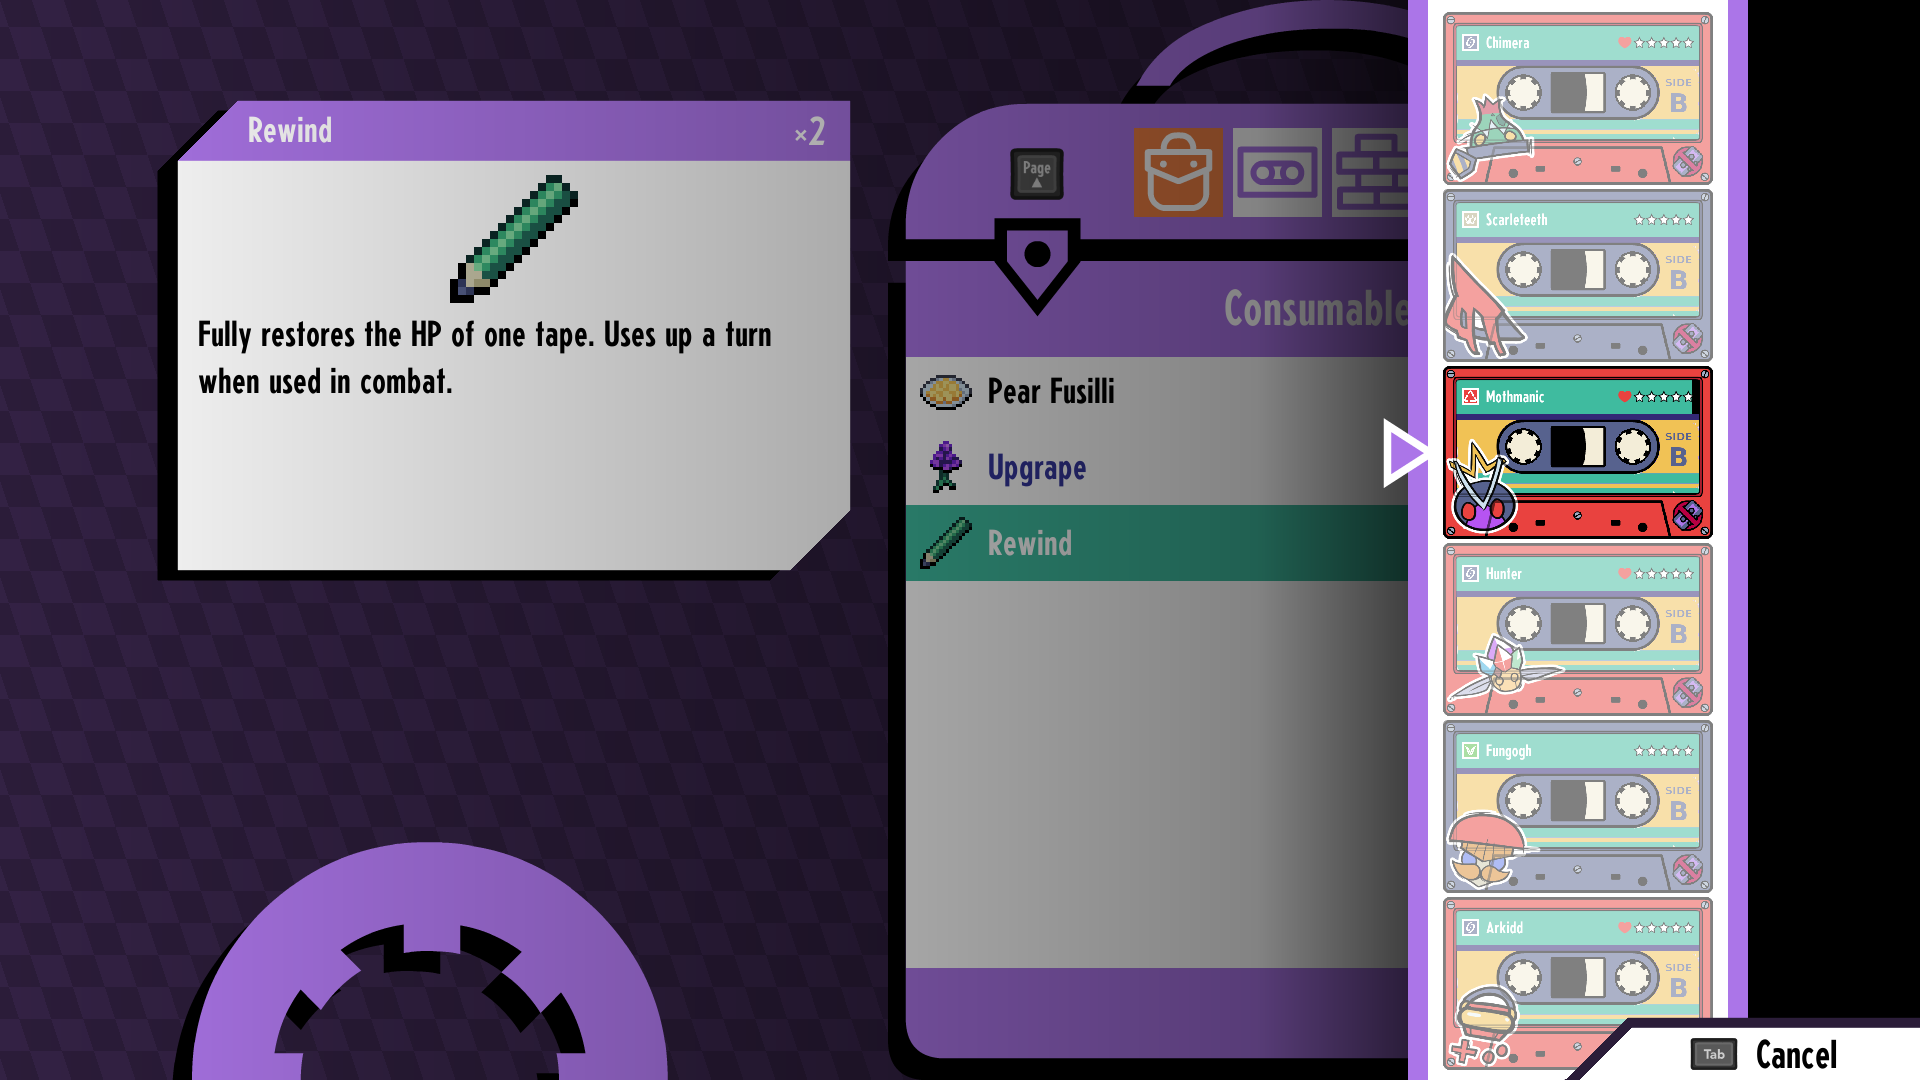 Rewind
×2
Fully restores the HP of one tape. Uses up a turn
when used in combat.
Page
Consumable
Pear Fusilli
Upgrape
Rewind
Chimera
SIDE
B
Scarleteeth
SIDE
B
Mothmanic
SIDE
B
Hunter
SIDE
B
Fungogh
SIDE
B
Arkidd
SIDE
B
Tab
Cancel